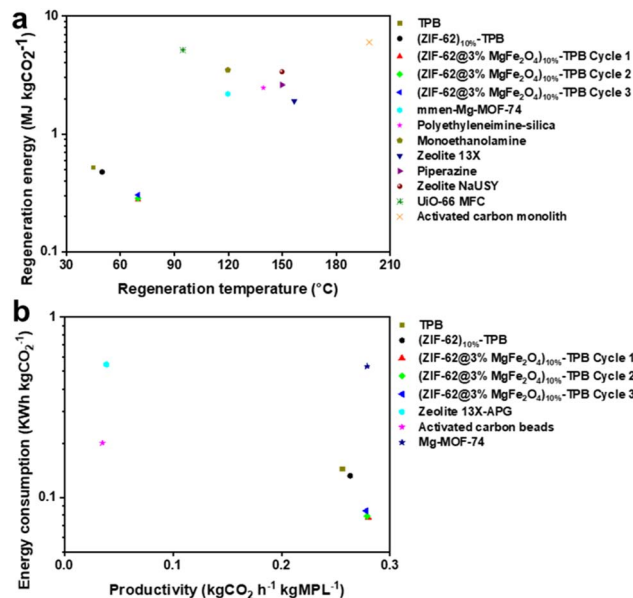 a
Regeneration energy (MJ kgCO2⁻¹)
10
1
0.1
30 60 90 120 150 180 210
Regeneration temperature (°C)
TPB
(ZIF-62)10%-TPB
(ZIF-62@3% MgFe2O4)10%-TPB Cycle 1
(ZIF-62@3% MgFe2O4)10%-TPB Cycle 2
(ZIF-62@3% MgFe2O4)10%-TPB Cycle 3
mmen-Mg-MOF-74
Polyethyleneimine-silica
Monoethanolamine
Zeolite 13X
Piperazine
Zeolite NaUSY
UiO-66 MFC
Activated carbon monolith
b
Energy consumption (KWh kgCO2⁻¹)
1
0.1
0.0 0.1 0.2 0.3
Productivity (kgCO2 h⁻¹ kgMPL⁻¹)
TPB
(ZIF-62)10%-TPB
(ZIF-62@3% MgFe2O4)10%-TPB Cycle 1
(ZIF-62@3% MgFe2O4)10%-TPB Cycle 2
(ZIF-62@3% MgFe2O4)10%-TPB Cycle 3
Zeolite 13X-APG
Activated carbon beads
Mg-MOF-74